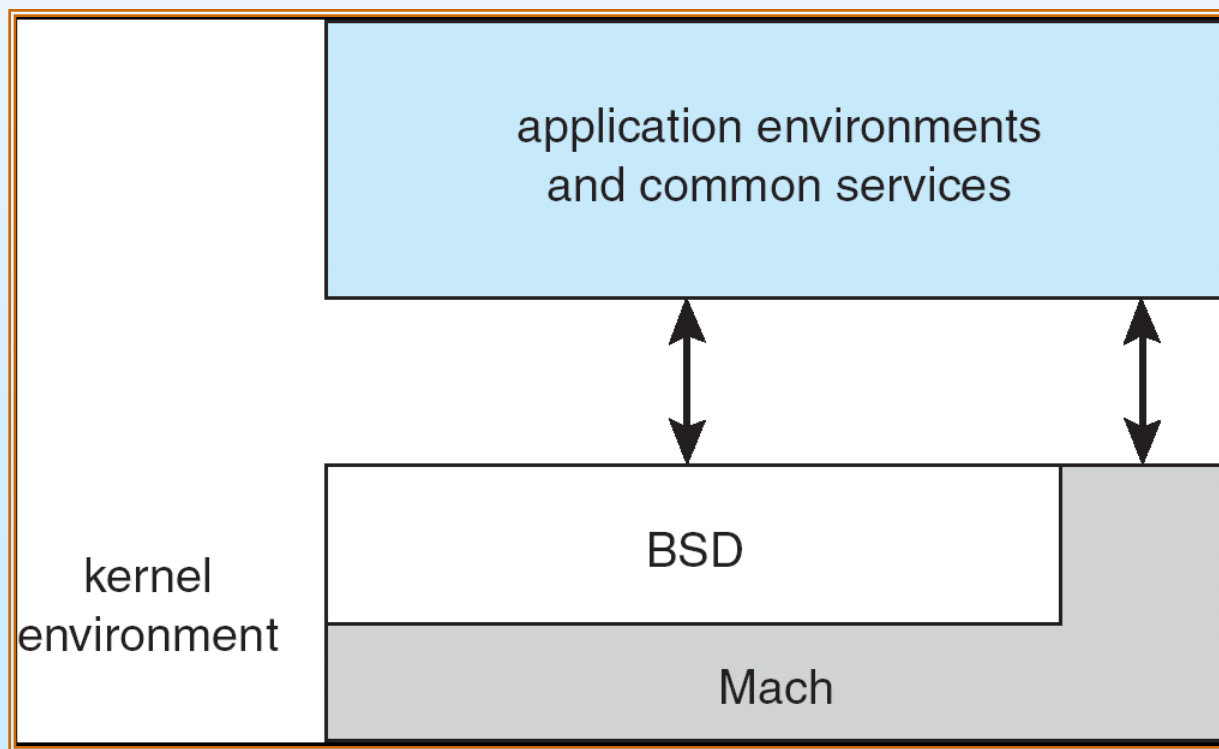 application environments
and common services
BSD
kernel
environment
Mach